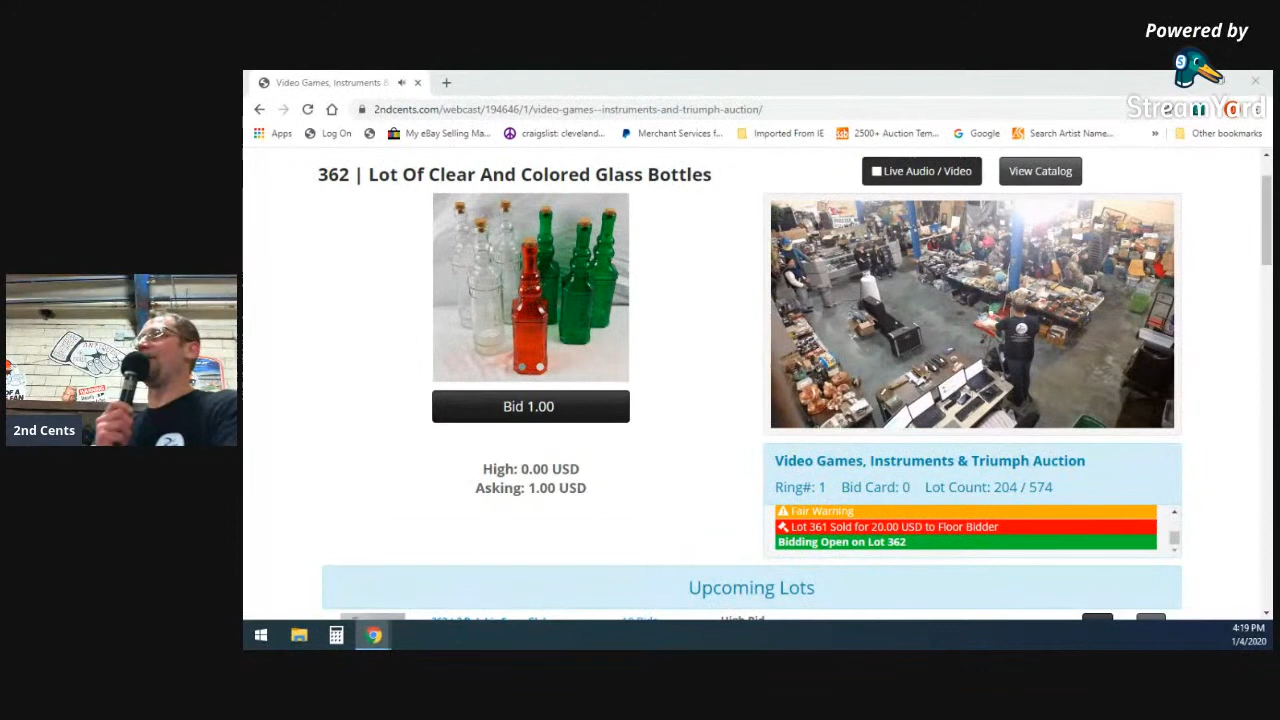 Powered by
StreamYard
Video Games, Instruments &
2ndcents.com/webcast/194646/1/video-games--instruments-and-triumph-auction/
Apps
Log On
My eBay Selling Ma...
craigslist: cleveland...
Merchant Services f...
Imported From IE
2500+ Auction Tem...
Google
Search Artist Name...
»
Other bookmarks
362 | Lot Of Clear And Colored Glass Bottles
Live Audio / Video
View Catalog
Bid 1.00
High: 0.00 USD
Asking: 1.00 USD
Video Games, Instruments & Triumph Auction
Ring#: 1 Bid Card: 0 Lot Count: 204 / 574
Fair Warning
Lot 361 Sold for 20.00 USD to Floor Bidder
Bidding Open on Lot 362
Upcoming Lots
2nd Cents
WARNING
4:19 PM
1/4/2020